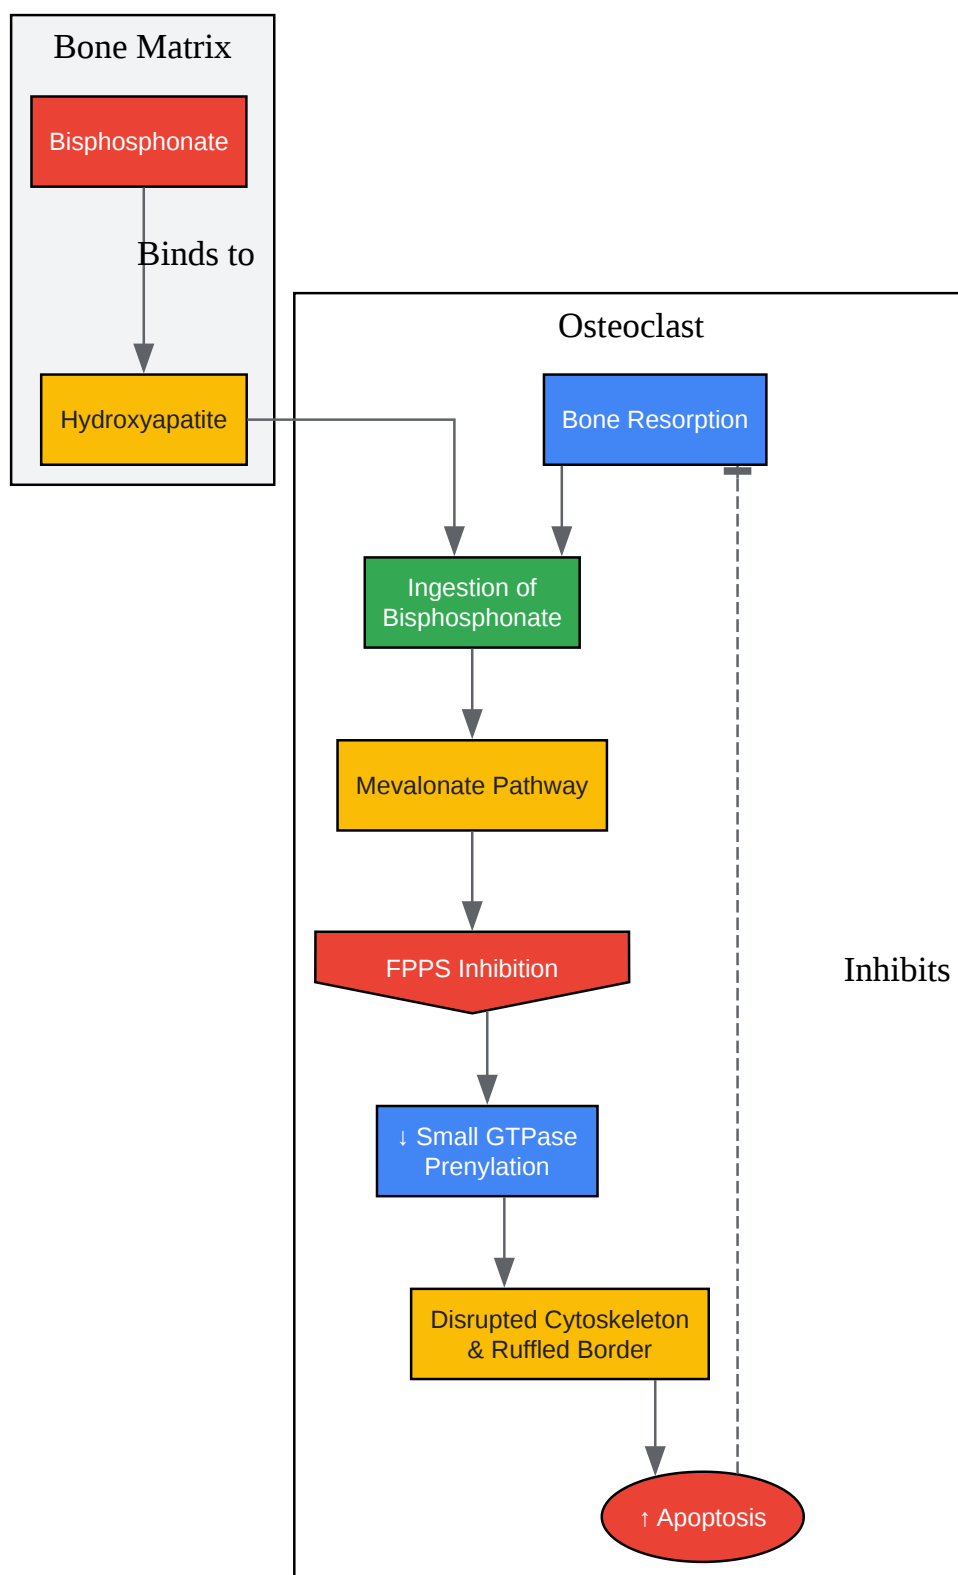 Bone Matrix
Bisphosphonate
Binds to
Hydroxyapatite
Osteoclast
Bone Resorption
Ingestion of
Bisphosphonate
Mevalonate Pathway
FPPS Inhibition
Inhibits
↓ Small GTPase
Prenylation
Disrupted Cytoskeleton
& Ruffled Border
↑ Apoptosis